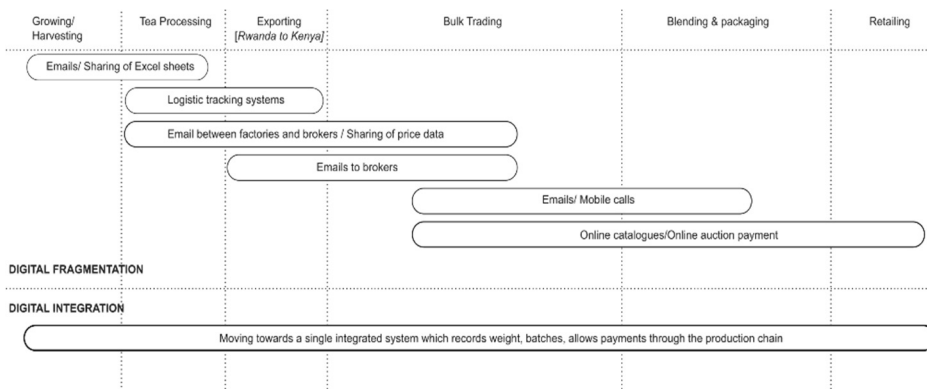 Growing/
Harvesting
Tea Processing
Exporting
[Rwanda to Kenya]
Bulk Trading
Blending & packaging
Retailing
Emails/ Sharing of Excel sheets
Logistic tracking systems
Email between factories and brokers / Sharing of price data
Emails to brokers
Emails/ Mobile calls
Online catalogues/Online auction payment
DIGITAL FRAGMENTATION
DIGITAL INTEGRATION
Moving towards a single integrated system which records weight, batches, allows payments through the production chain